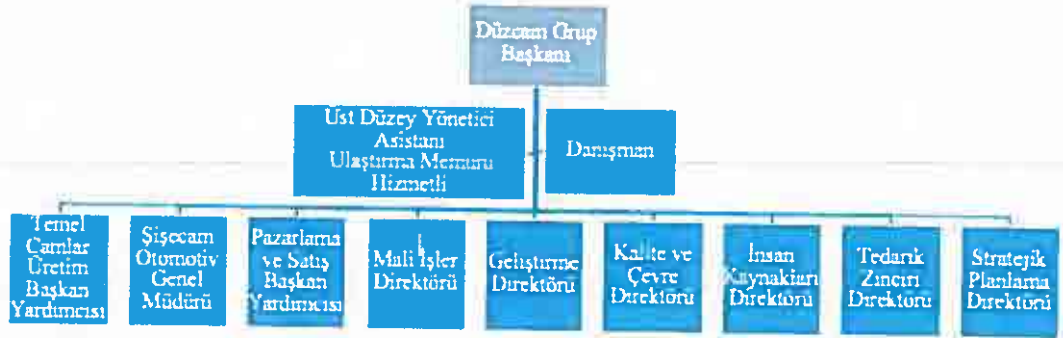 Düzcam Grup
Başkanı
Üst Düzey Yönetici
Asistanı
Ulaştırma Memuru
Hizmetli
Danışman
Temel
Camlar
Üretim
Başkan
Yardımcısı
Şişecam
Otomotiv
Genel
Müdürü
Pazarlama
ve Satış
Başkan
Yardımcısı
Mali İşler
Direktörü
Geliştirme
Direktörü
Kalite ve
Çevre
Direktörü
İnsan
Kaynakları
Direktörü
Tedarik
Zinciri
Direktörü
Stratejik
Planlama
Direktörü